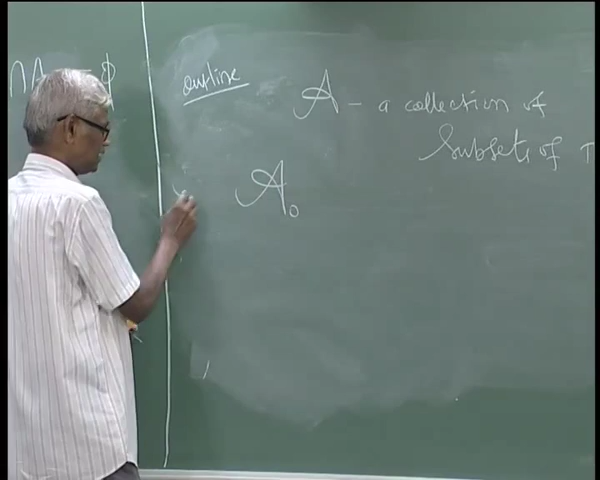 ∩A = φ
outline
A – a collection of
Subsets of
A₀